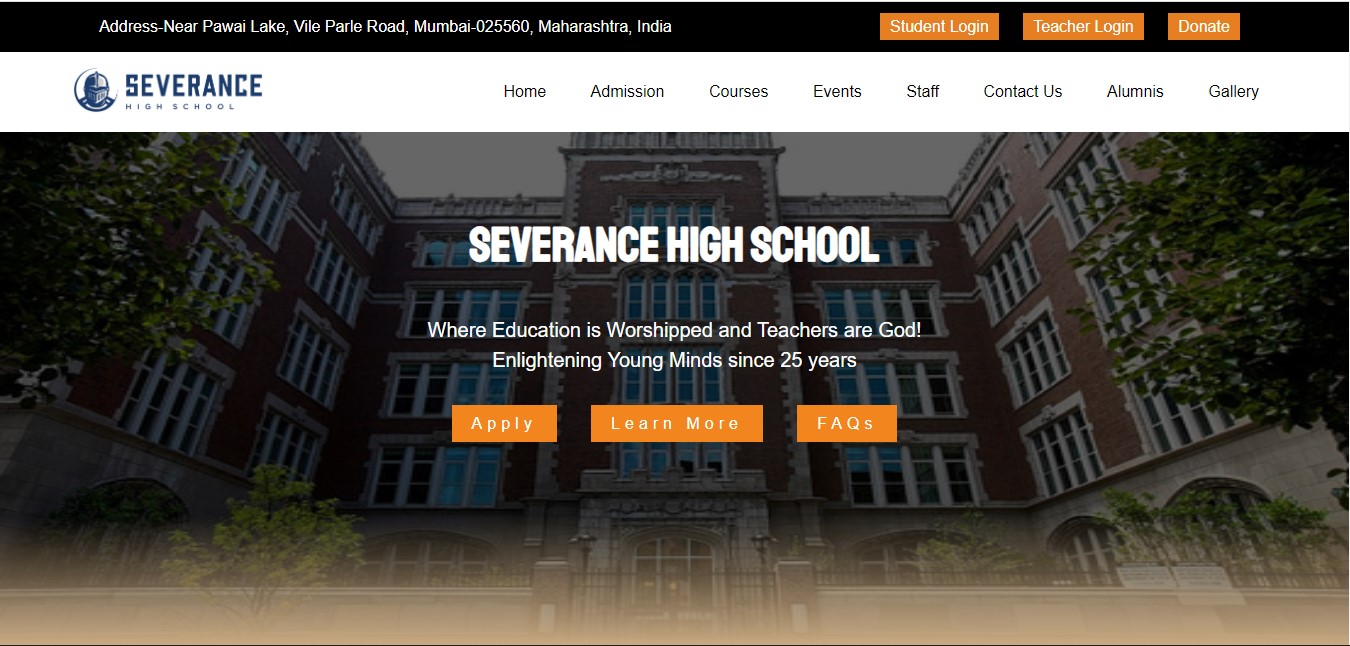 Address-Near Pawai Lake, Vile Parle Road, Mumbai-025560, Maharashtra, India
Student Login
Teacher Login
Donate
SEVERANCE
HIGH SCHOOL
Home
Admission
Courses
Events
Staff
Contact Us
Alumnis
Gallery
SEVERANCE HIGH SCHOOL
Where Education is Worshipped and Teachers are God!
Enlightening Young Minds since 25 years
Apply
Learn More
FAQs